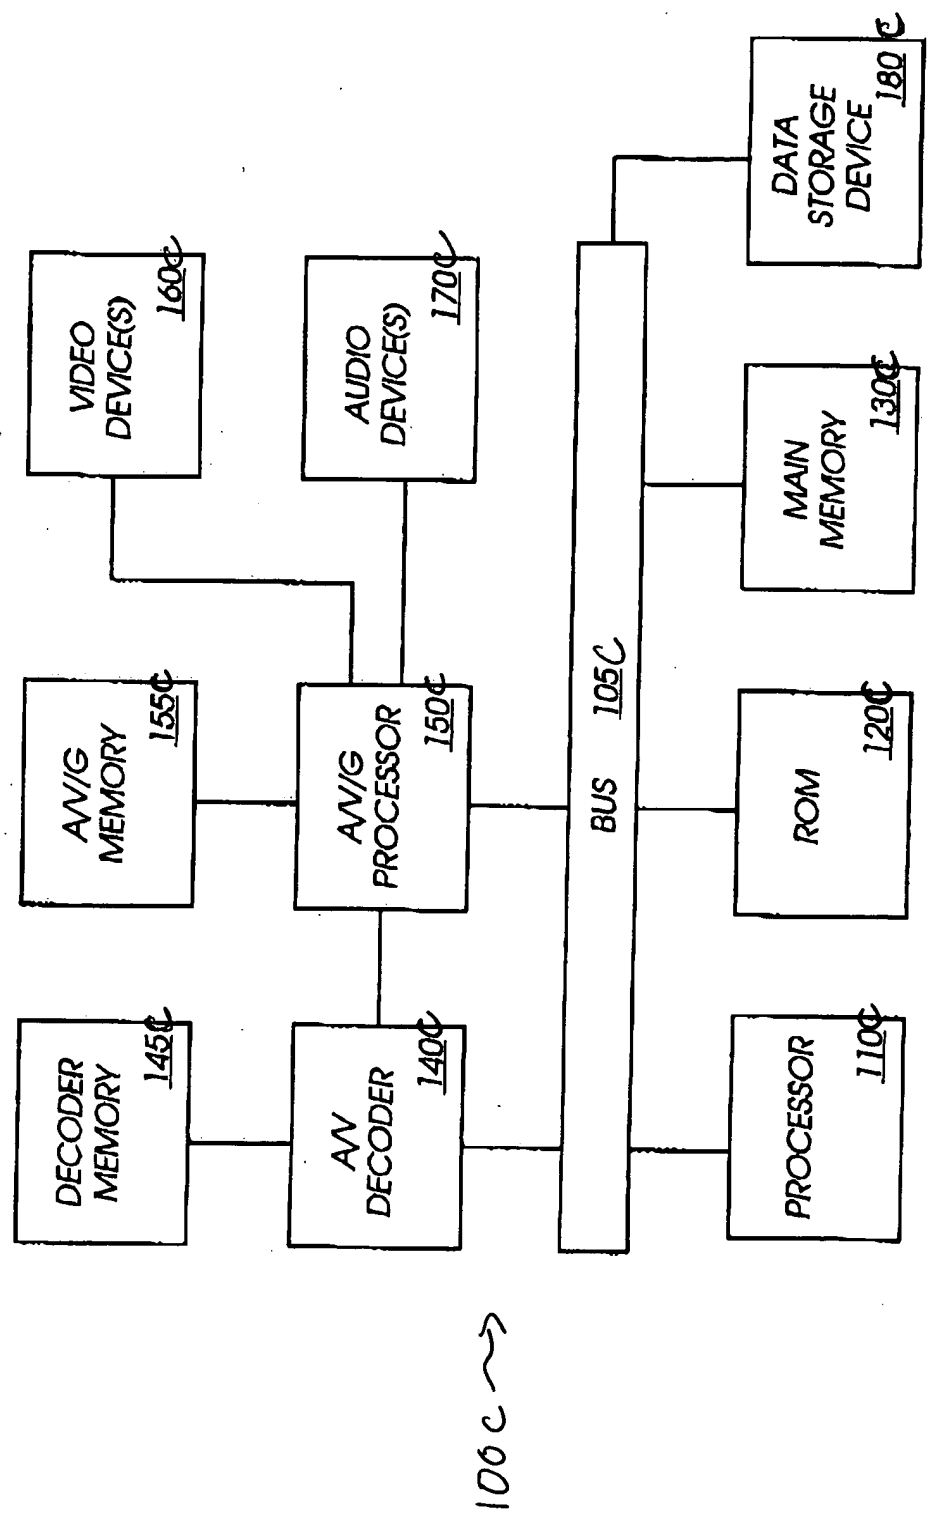 DECODER
MEMORY
145C
A/V/G
MEMORY
155C
VIDEO
DEVICE(S)
160C
A/V
DECODER
140C
A/V/G
PROCESSOR
150C
AUDIO
DEVICE(S)
170C
100C
BUS 105C
PROCESSOR
110C
ROM
120C
MAIN
MEMORY
130C
DATA
STORAGE
DEVICE
180C